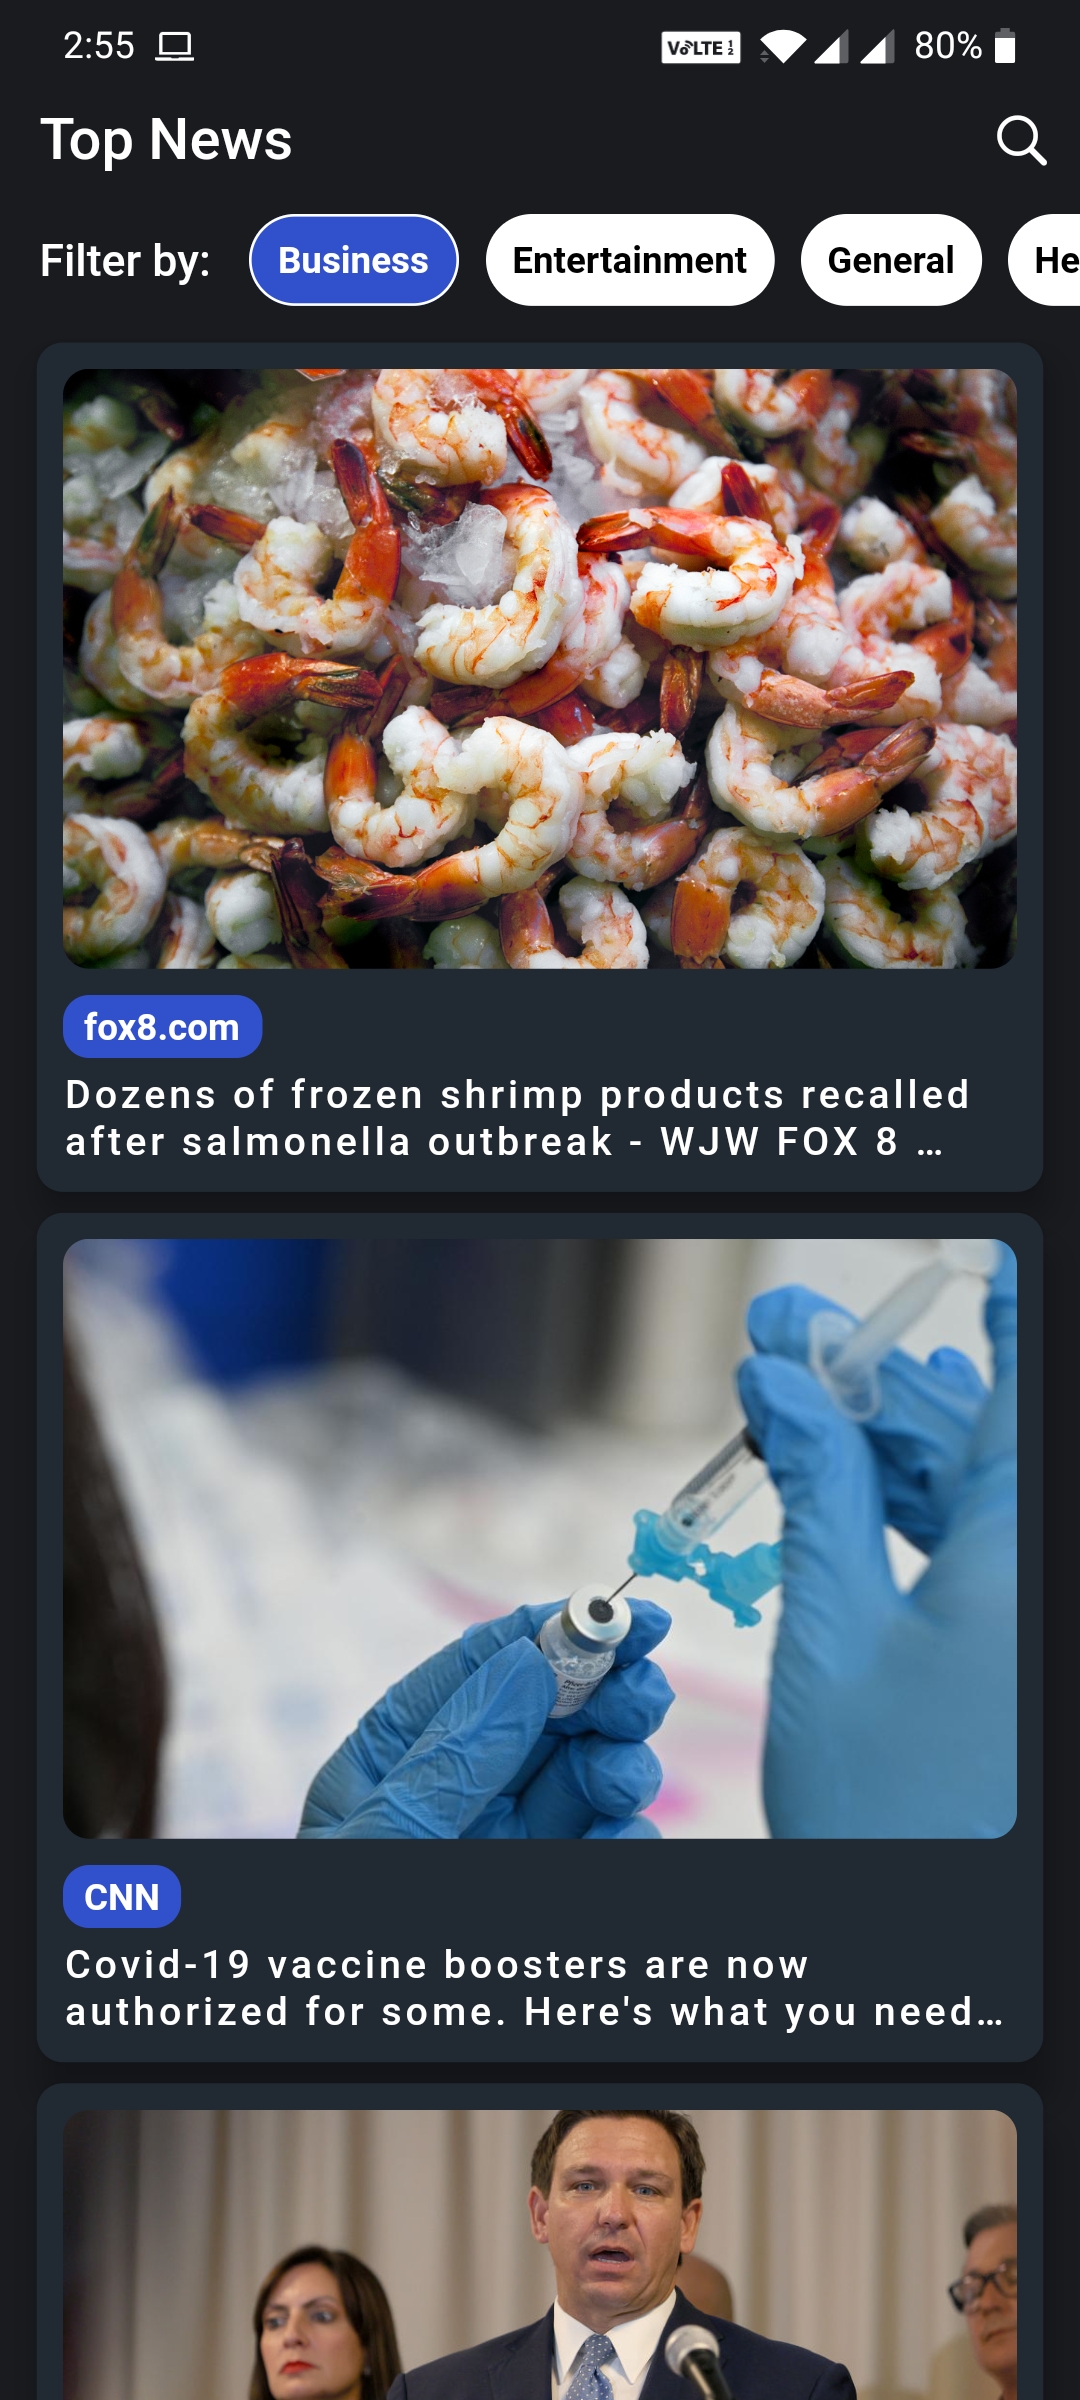 2:55
VoLTE 1 2
80%
Top News
Filter by:
Business
Entertainment
General
He
fox8.com
Dozens of frozen shrimp products recalled
after salmonella outbreak - WJW FOX 8 …
CNN
Covid-19 vaccine boosters are now
authorized for some. Here's what you need…